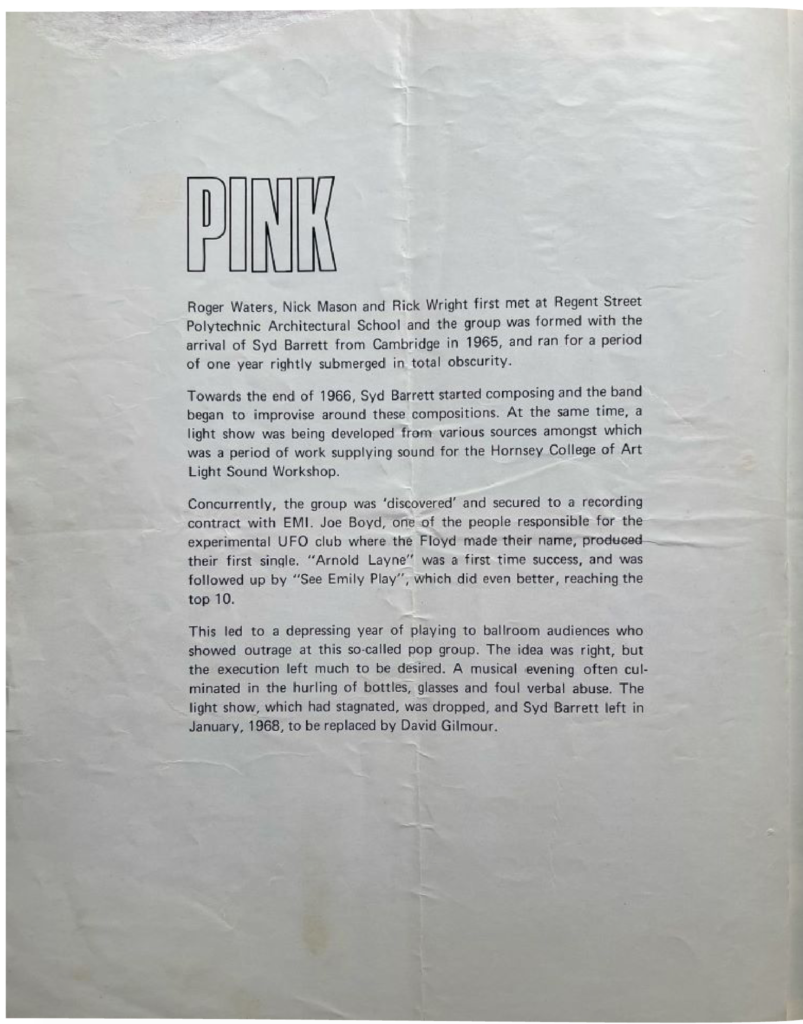 PINK
Roger Waters, Nick Mason and Rick Wright first met at Regent Street
Polytechnic Architectural School and the group was formed with the
arrival of Syd Barrett from Cambridge in 1965, and ran for a period
of one year rightly submerged in total obscurity.
Towards the end of 1966, Syd Barrett started composing and the band
began to improvise around these compositions. At the same time, a
light show was being developed from various sources amongst which
was a period of work supplying sound for the Hornsey College of Art
Light Sound Workshop.
Concurrently, the group was 'discovered' and secured to a recording
contract with EMI. Joe Boyd, one of the people responsible for the
experimental UFO club where the Floyd made their name, produced
their first single. "Arnold Layne" was a first time success, and was
followed up by "See Emily Play", which did even better, reaching the
top 10.
This led to a depressing year of playing to ballroom audiences who
showed outrage at this so-called pop group. The idea was right, but
the execution left much to be desired. A musical evening often cul-
minated in the hurling of bottles, glasses and foul verbal abuse. The
light show, which had stagnated, was dropped, and Syd Barrett left in
January, 1968, to be replaced by David Gilmour.